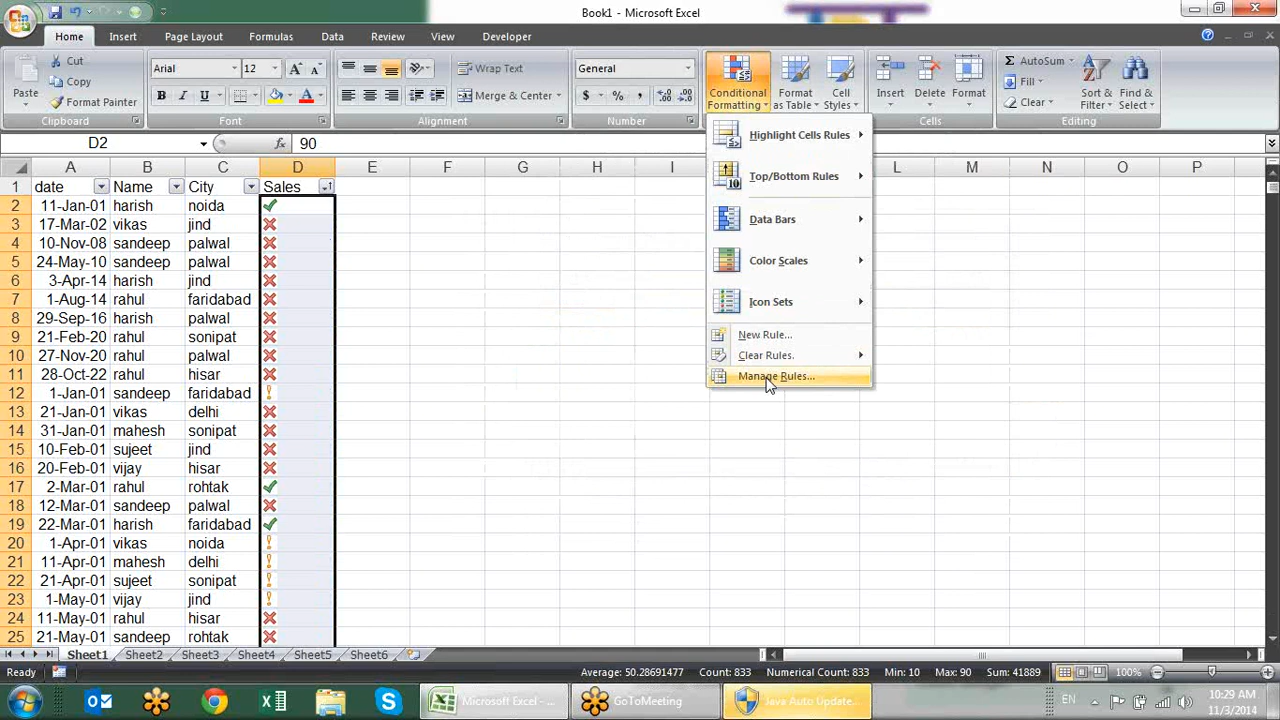 Book1 - Microsoft Excel
Home Insert Page Layout Formulas Data Review View Developer
Paste
Cut
Copy
Format Painter
Clipboard
Arial 12
B I U
A
Font
Wrap Text
Merge & Center
Alignment
General
$ % ,
Number
Conditional Formatting
Format as Table
Cell Styles
Insert Delete Format
Cells
AutoSum
Fill
Clear
Sort & Filter
Find & Select
Editing
D2 fx 90
Highlight Cells Rules
Top/Bottom Rules
Data Bars
Color Scales
Icon Sets
New Rule...
Clear Rules.
Manage Rules...
A B C D E F G H I L M N O P
1 date Name City Sales
2 11-Jan-01 harish noida
3 17-Mar-02 vikas jind
4 10-Nov-08 sandeep palwal
5 24-May-10 sandeep palwal
6 3-Apr-14 harish jind
7 1-Aug-14 rahul faridabad
8 29-Sep-16 harish palwal
9 21-Feb-20 rahul sonipat
10 27-Nov-20 rahul palwal
11 28-Oct-22 rahul hisar
12 1-Jan-01 sandeep faridabad
13 21-Jan-01 vikas delhi
14 31-Jan-01 mahesh sonipat
15 10-Feb-01 sujeet jind
16 20-Feb-01 vijay hisar
17 2-Mar-01 rahul rohtak
18 12-Mar-01 sandeep palwal
19 22-Mar-01 harish faridabad
20 1-Apr-01 vikas noida
21 11-Apr-01 mahesh delhi
22 21-Apr-01 sujeet sonipat
23 1-May-01 vijay jind
24 11-May-01 rahul hisar
25 21-May-01 sandeep rohtak
Sheet1 Sheet2 Sheet3 Sheet4 Sheet5 Sheet6
Ready Average: 50.28691477 Count: 833 Numerical Count: 833 Min: 10 Max: 90 Sum: 41889 100%
Microsoft Excel - ... GoToMeeting Java Auto Update... EN 10:29 AM
11/3/2014